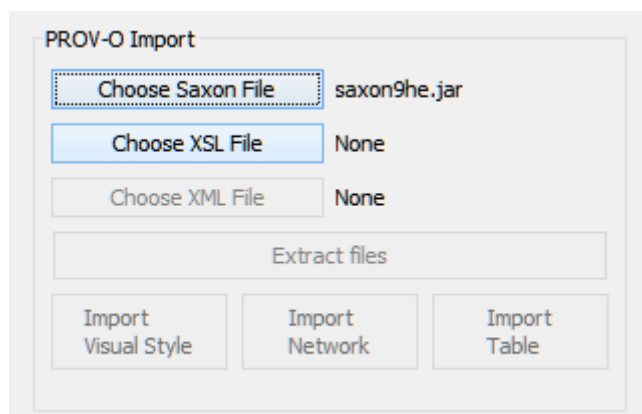 PROV-O Import
Choose Saxon File saxon9he.jar
Choose XSL File None
Choose XML File None
Extract files
Import Visual Style
Import Network
Import Table